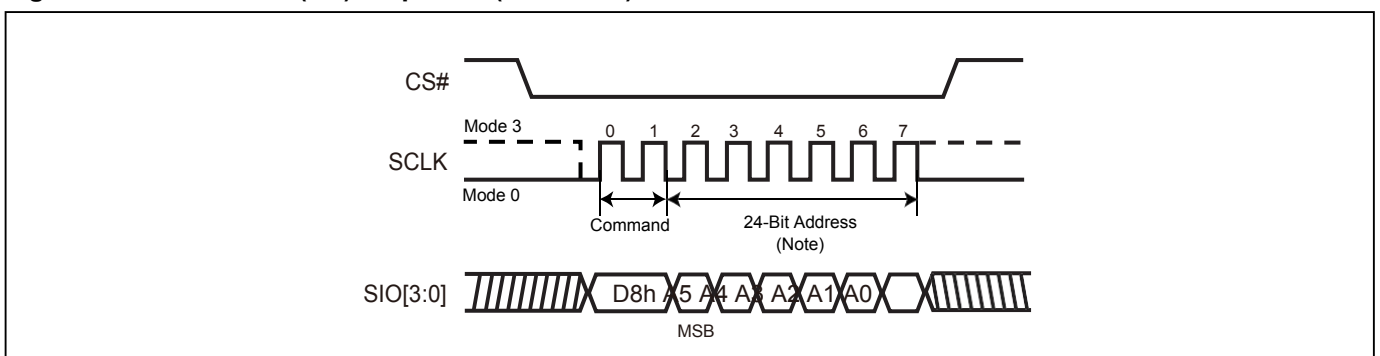 CS#
Mode 3
0 1 2 3 4 5 6 7
SCLK
Mode 0
Command
24-Bit Address
(Note)
SIO[3:0]
D8h A5 A4 A3 A2 A1 A0
MSB